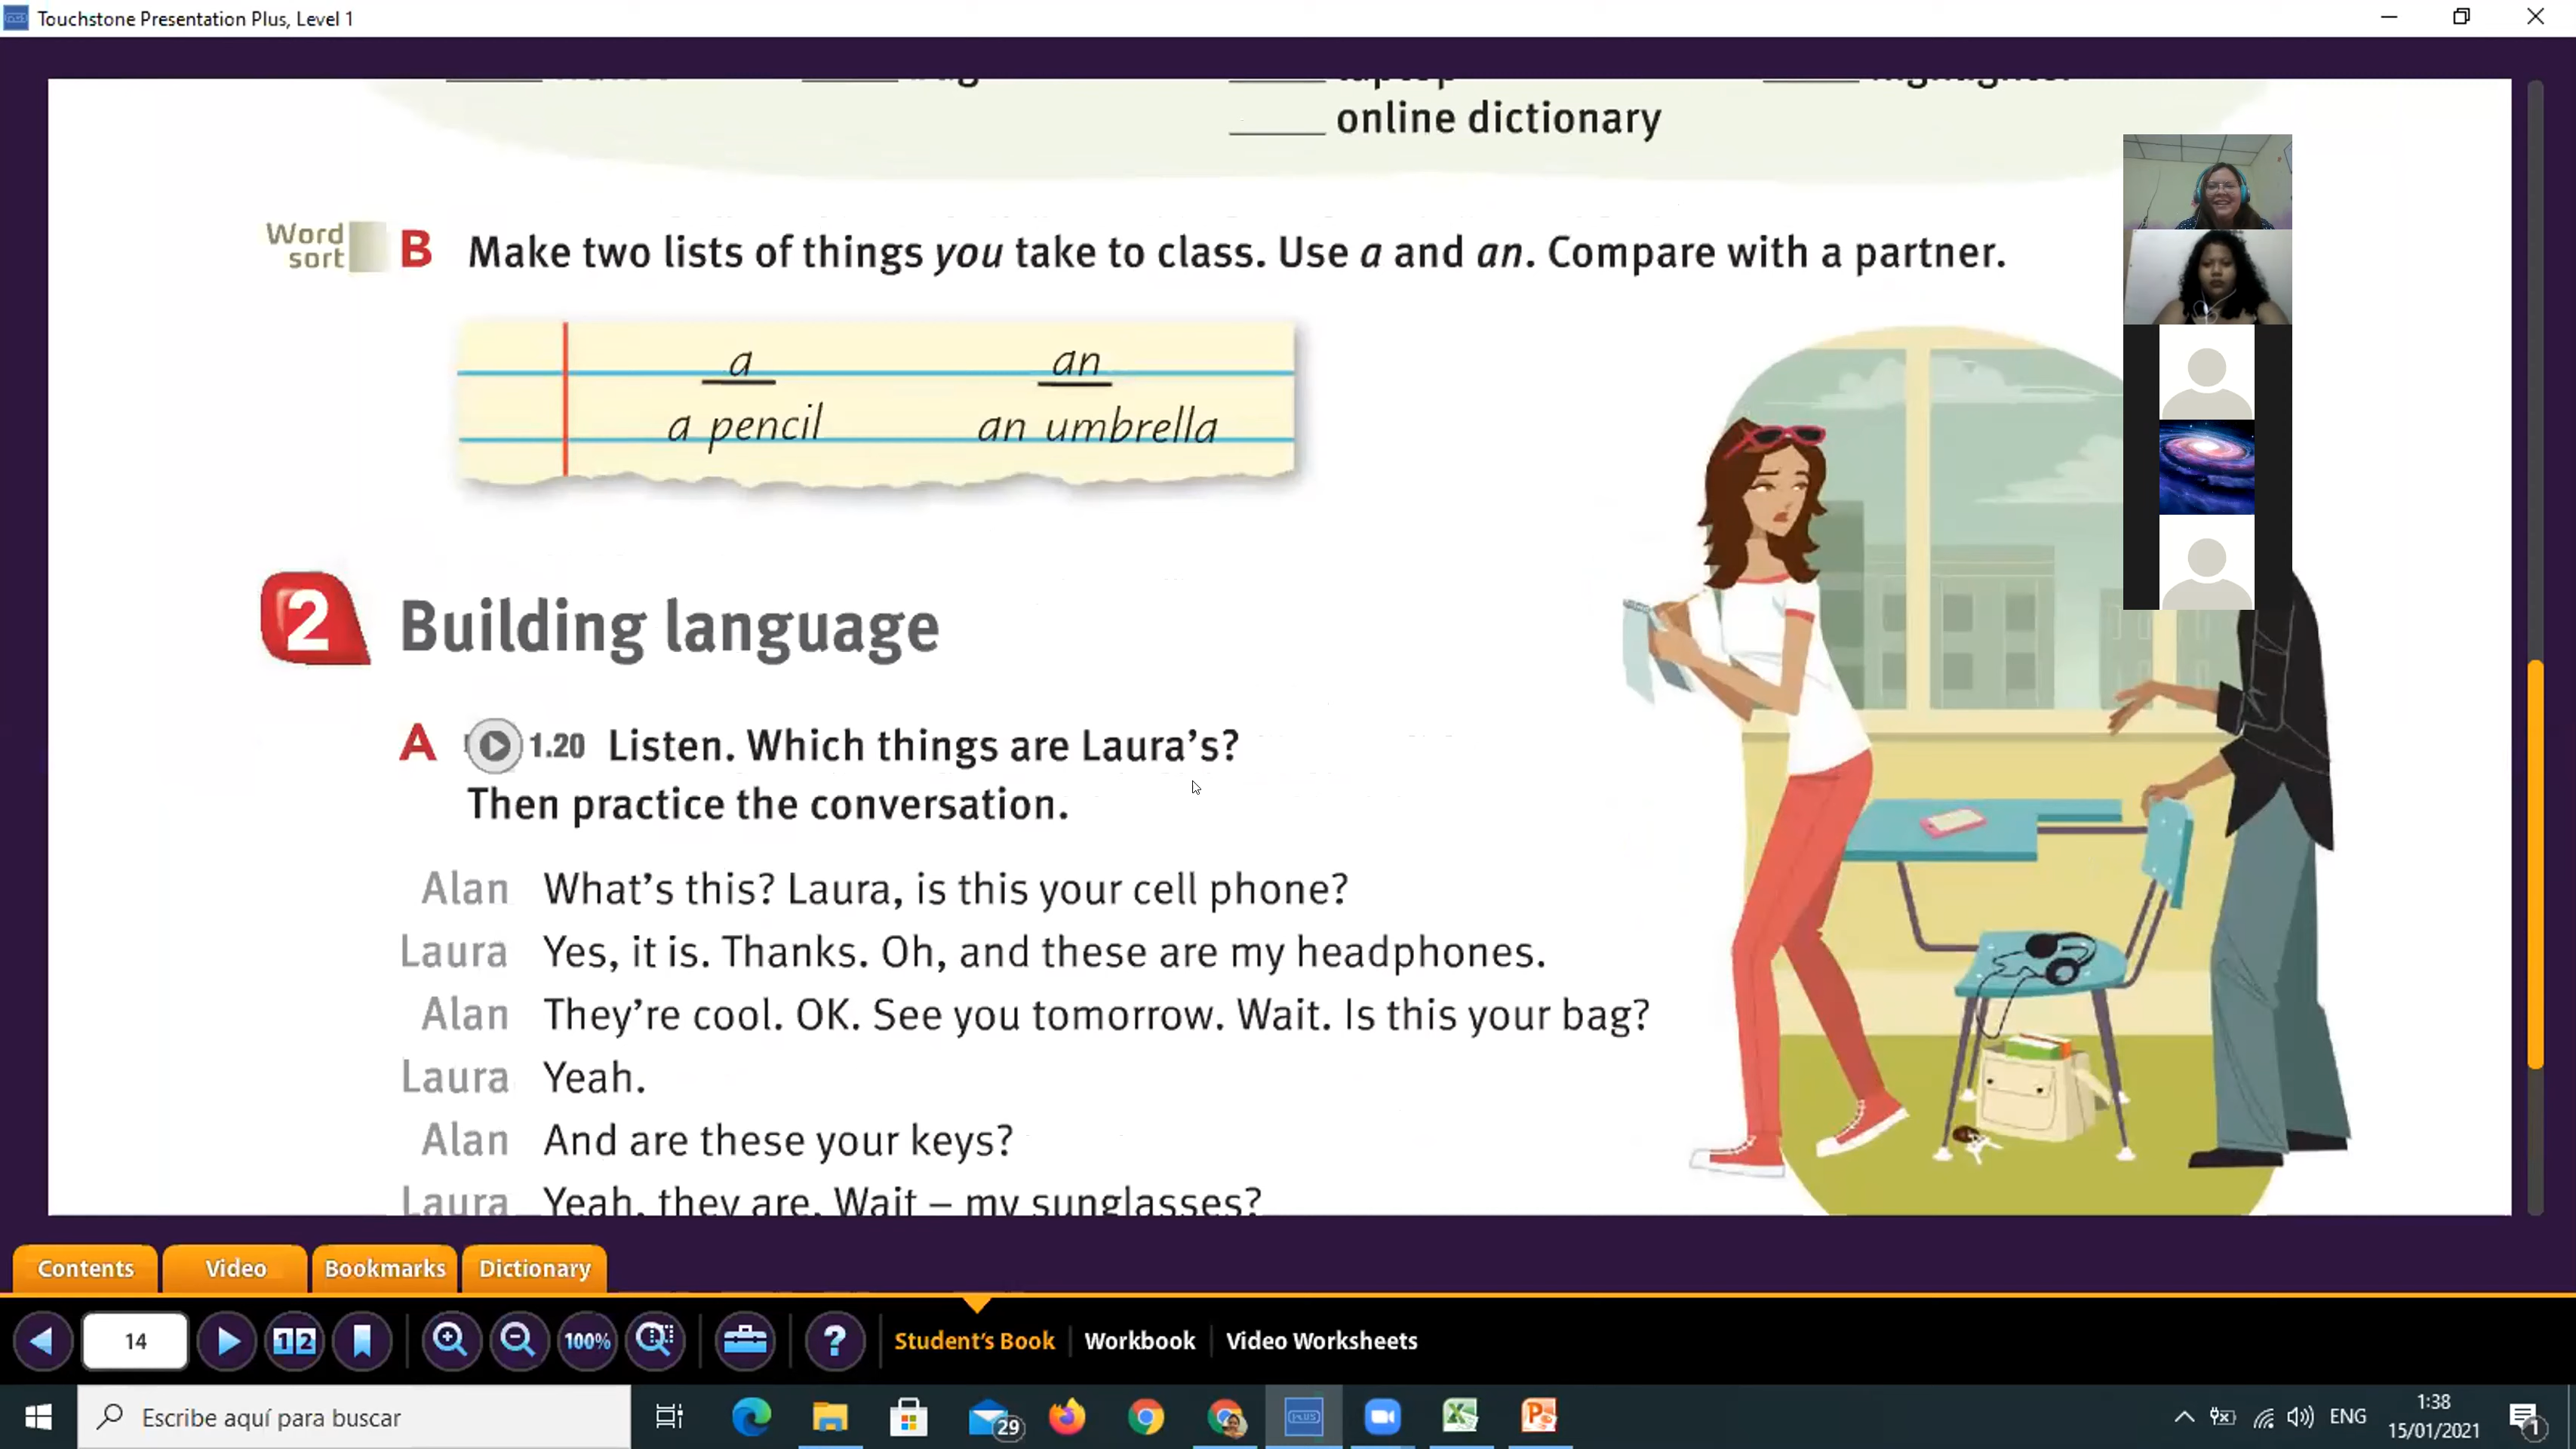 Touchstone Presentation Plus, Level 1
online dictionary
Word sort
B Make two lists of things you take to class. Use a and an. Compare with a partner.
a an
a pencil an umbrella
2 Building language
A 1.20 Listen. Which things are Laura's?
Then practice the conversation.
Alan What's this? Laura, is this your cell phone?
Laura Yes, it is. Thanks. Oh, and these are my headphones.
Alan They're cool. OK. See you tomorrow. Wait. Is this your bag?
Laura Yeah.
Alan And are these your keys?
Laura Yeah, they are. Wait – my sunglasses?
Contents Video Bookmarks Dictionary
14 12 100% ? Student's Book Workbook Video Worksheets
Escribe aquí para buscar 29 ENG 1:38
15/01/2021 1